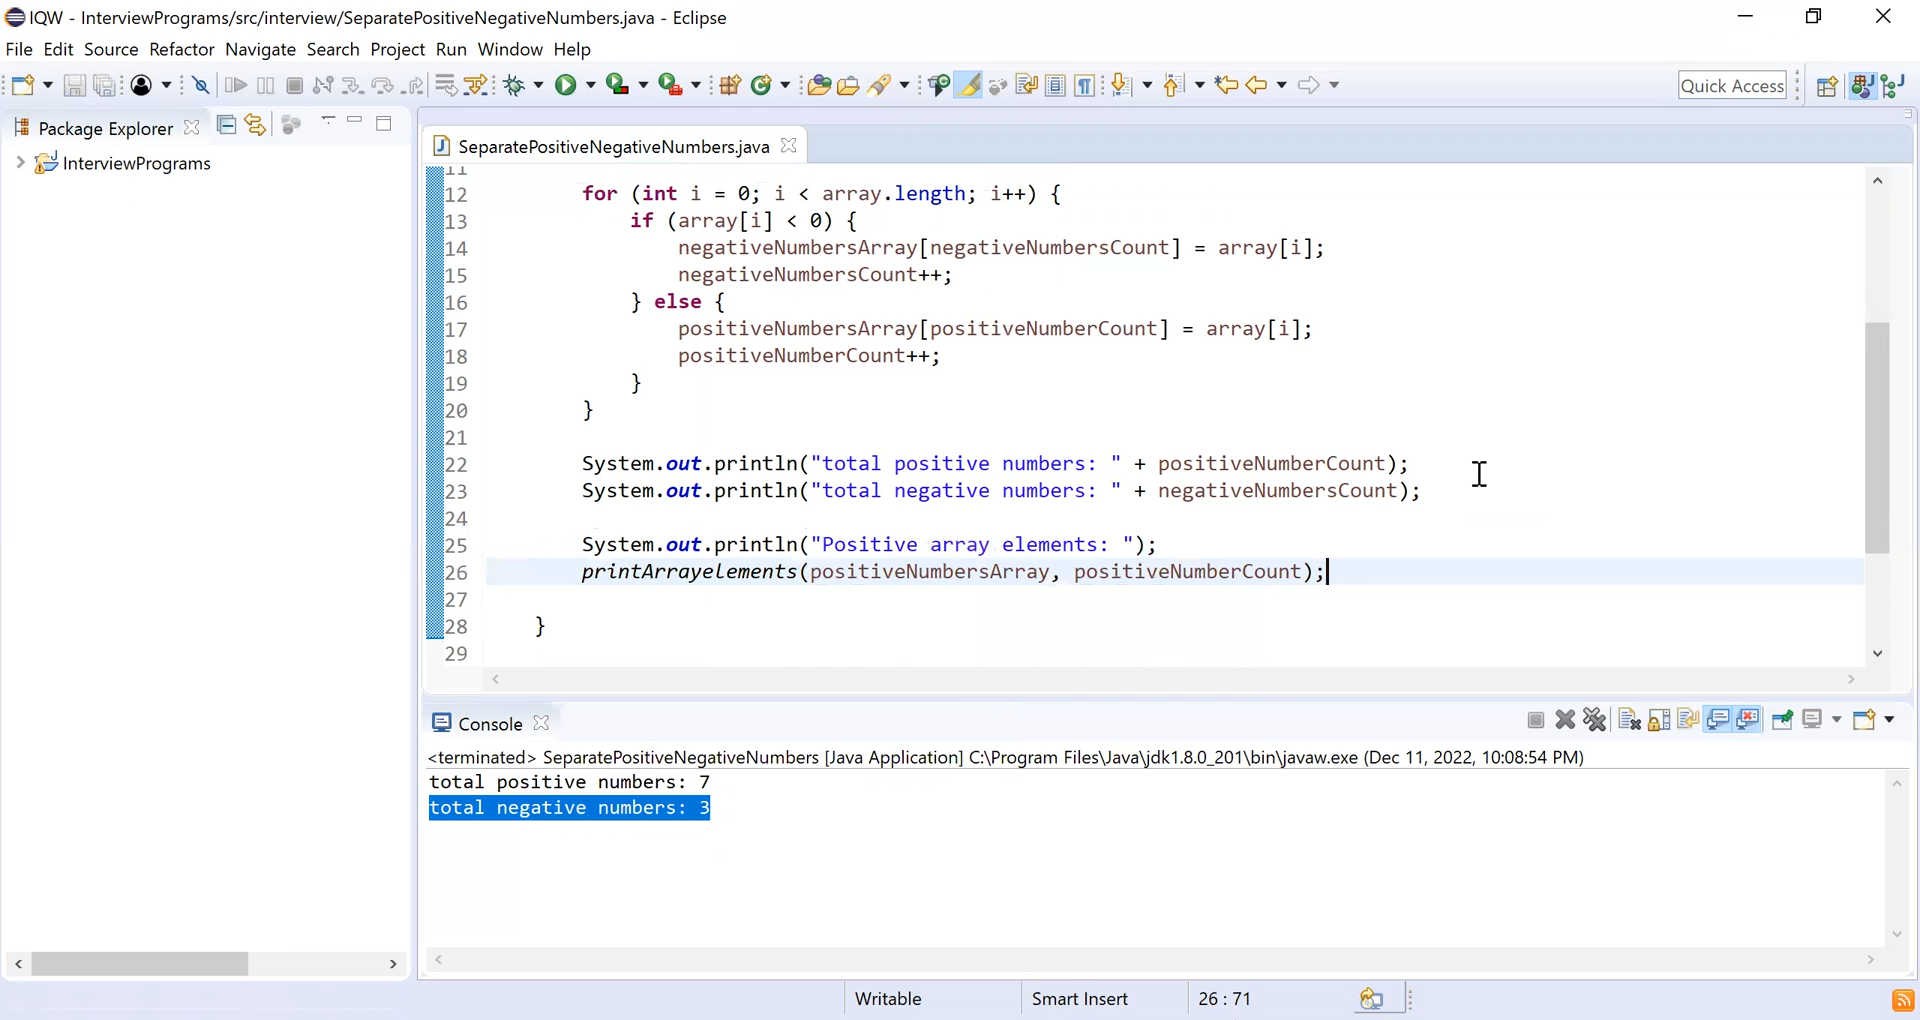 IQW - InterviewPrograms/src/interview/SeparatePositiveNegativeNumbers.java - Eclipse
File Edit Source Refactor Navigate Search Project Run Window Help
Quick Access
Package Explorer
InterviewPrograms
SeparatePositiveNegativeNumbers.java
11
12 for (int i = 0; i < array.length; i++) {
13 if (array[i] < 0) {
14 negativeNumbersArray[negativeNumbersCount] = array[i];
15 negativeNumbersCount++;
16 } else {
17 positiveNumbersArray[positiveNumberCount] = array[i];
18 positiveNumberCount++;
19 }
20 }
21
22 System.out.println("total positive numbers: " + positiveNumberCount);
23 System.out.println("total negative numbers: " + negativeNumbersCount);
24
25 System.out.println("Positive array elements: ");
26 printArrayelements(positiveNumbersArray, positiveNumberCount);
27
28 }
29
Console
<terminated> SeparatePositiveNegativeNumbers [Java Application] C:\Program Files\Java\jdk1.8.0_201\bin\javaw.exe (Dec 11, 2022, 10:08:54 PM)
total positive numbers: 7
total negative numbers: 3
Writable Smart Insert 26 : 71